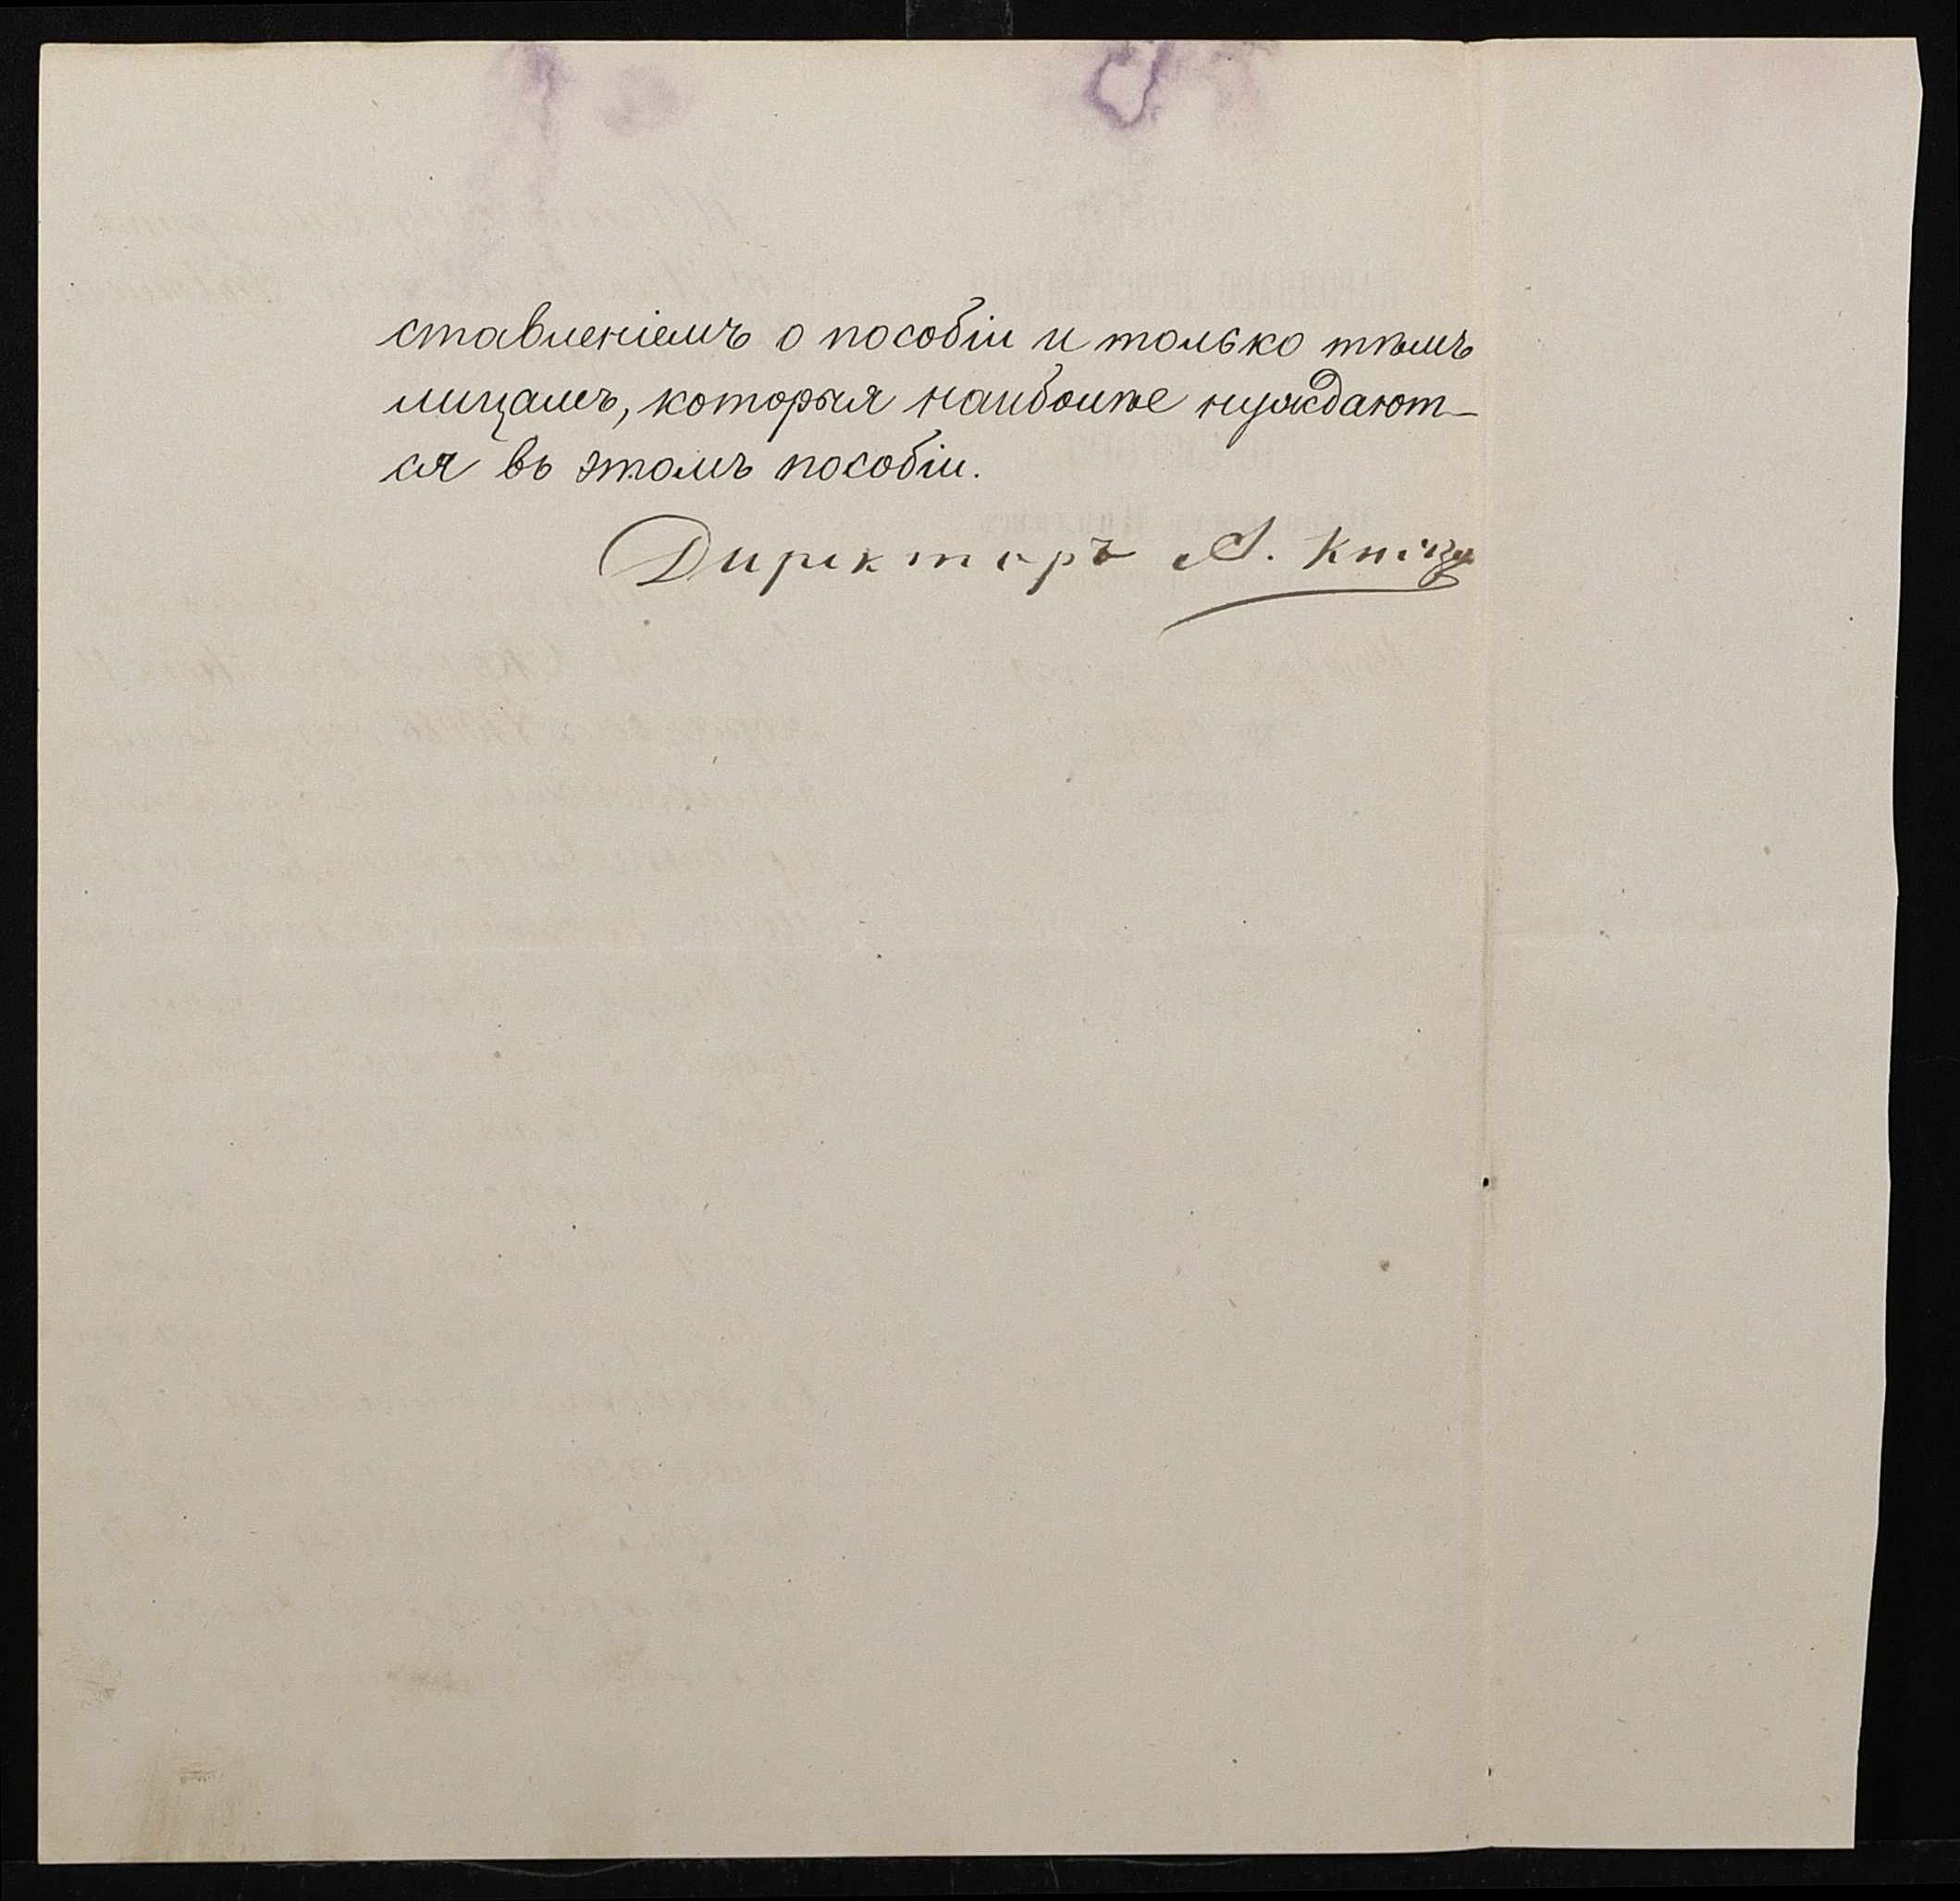 ставленіемъ о пособіи и только тѣмъ
лицамъ, которыя наиболѣе нуждают-
ся въ этомъ пособіи.
Директоръ А.